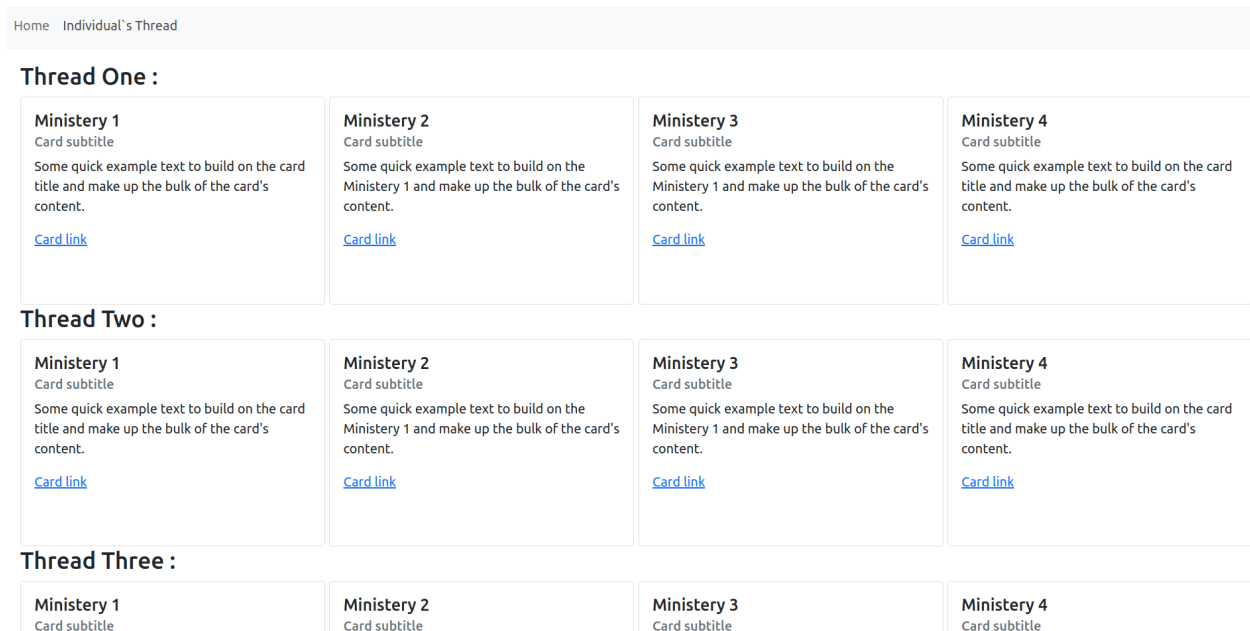 Home Individual`s Thread
Thread One :
Ministery 1
Card subtitle
Some quick example text to build on the card
title and make up the bulk of the card's
content.
Card link
Ministery 2
Card subtitle
Some quick example text to build on the
Ministery 1 and make up the bulk of the card's
content.
Card link
Ministery 3
Card subtitle
Some quick example text to build on the
Ministery 1 and make up the bulk of the card's
content.
Card link
Ministery 4
Card subtitle
Some quick example text to build on the card
title and make up the bulk of the card's
content.
Card link
Thread Two :
Ministery 1
Card subtitle
Some quick example text to build on the card
title and make up the bulk of the card's
content.
Card link
Ministery 2
Card subtitle
Some quick example text to build on the
Ministery 1 and make up the bulk of the card's
content.
Card link
Ministery 3
Card subtitle
Some quick example text to build on the
Ministery 1 and make up the bulk of the card's
content.
Card link
Ministery 4
Card subtitle
Some quick example text to build on the card
title and make up the bulk of the card's
content.
Card link
Thread Three :
Ministery 1
Card subtitle
Ministery 2
Card subtitle
Ministery 3
Card subtitle
Ministery 4
Card subtitle